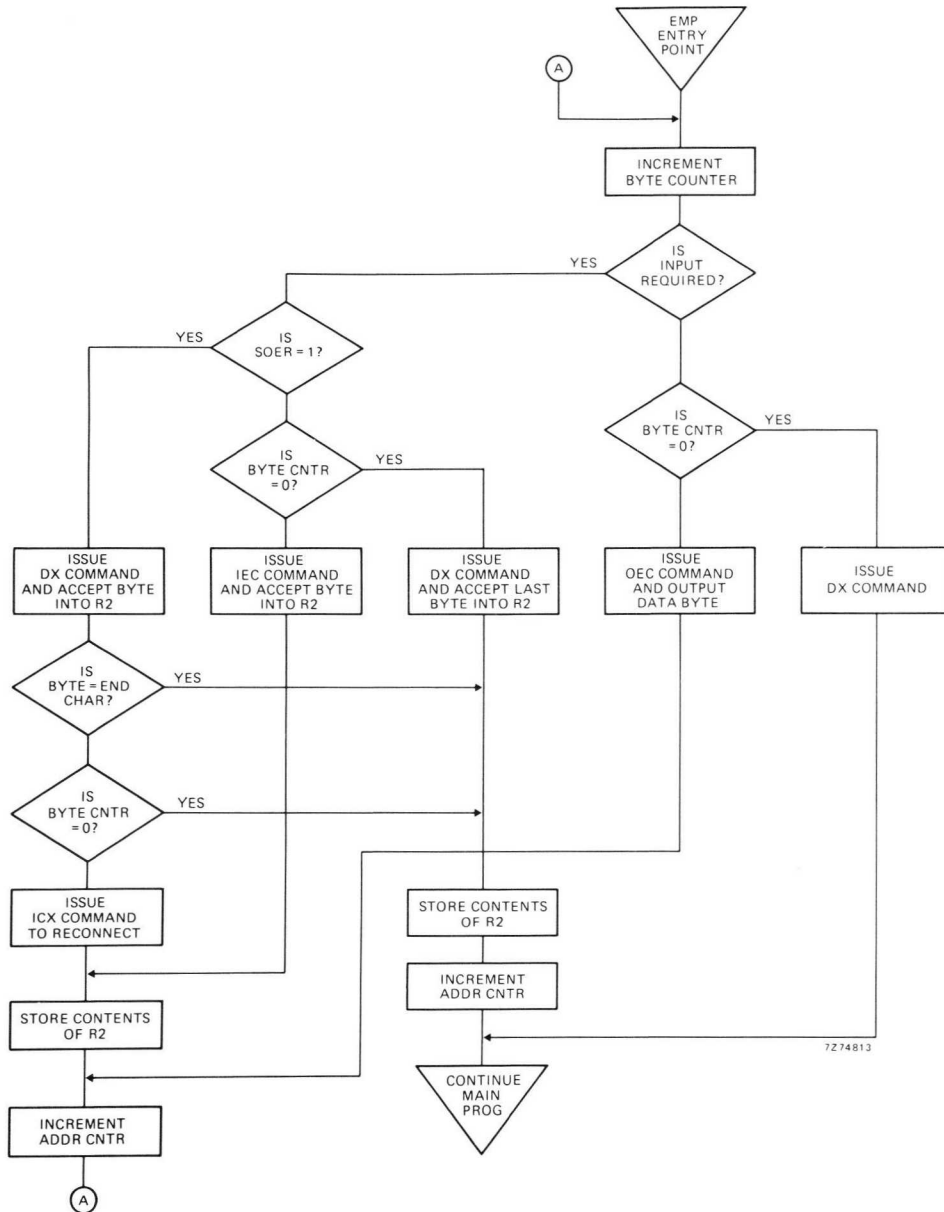 EMP
ENTRY
POINT
A
INCREMENT
BYTE COUNTER
IS
INPUT
REQUIRED?
YES
IS
SOER = 1?
YES
IS
BYTE CNTR
= 0?
YES
IS
BYTE CNTR
= 0?
YES
ISSUE
DX COMMAND
AND ACCEPT BYTE
INTO R2
ISSUE
IEC COMMAND
AND ACCEPT BYTE
INTO R2
ISSUE
DX COMMAND
AND ACCEPT LAST
BYTE INTO R2
ISSUE
OEC COMMAND
AND OUTPUT
DATA BYTE
ISSUE
DX COMMAND
IS
BYTE = END
CHAR?
YES
IS
BYTE CNTR
= 0?
YES
ISSUE
ICX COMMAND
TO RECONNECT
STORE CONTENTS
OF R2
INCREMENT
ADDR CNTR
A
STORE CONTENTS
OF R2
INCREMENT
ADDR CNTR
CONTINUE
MAIN
PROG
7Z74813